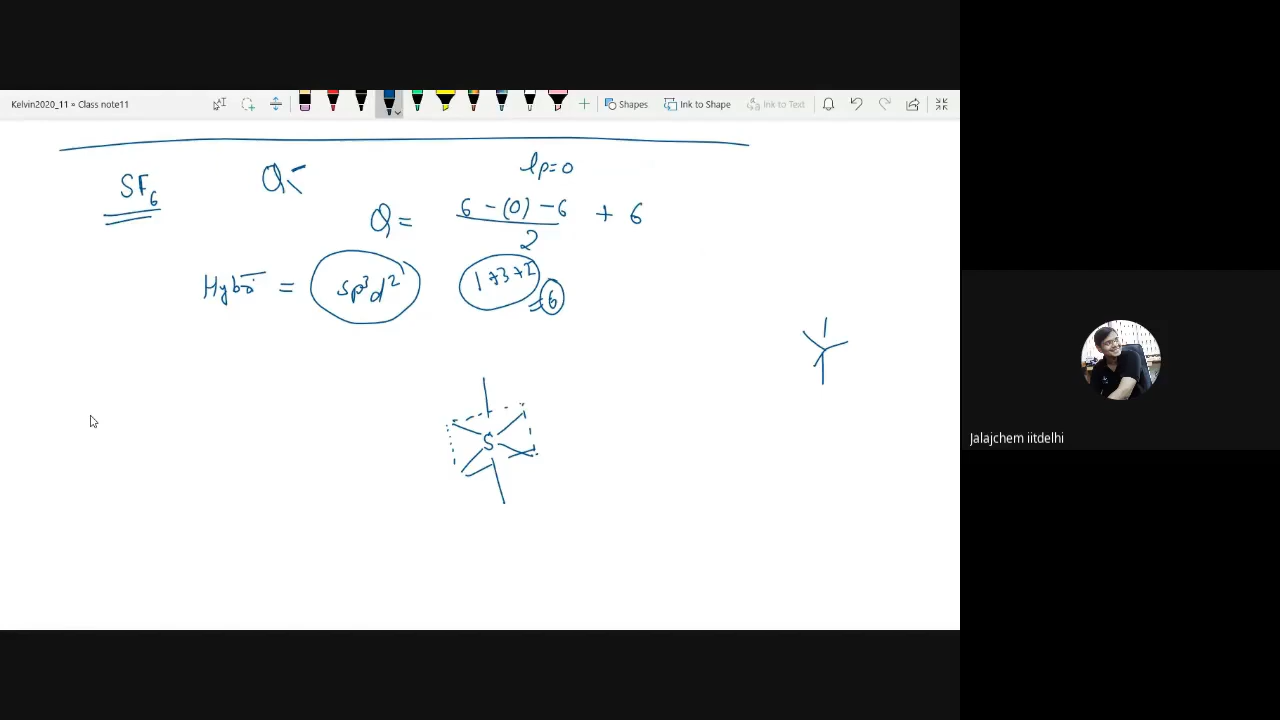 Kelvin2020_11 » Class note11
Shapes Ink to Shape Ink to Text
lp=0
SF6
Q = 6 - (0) - 6 / 2 + 6
= sp³d² 1+3+2
=6
S
Jalajchem iitdelhi